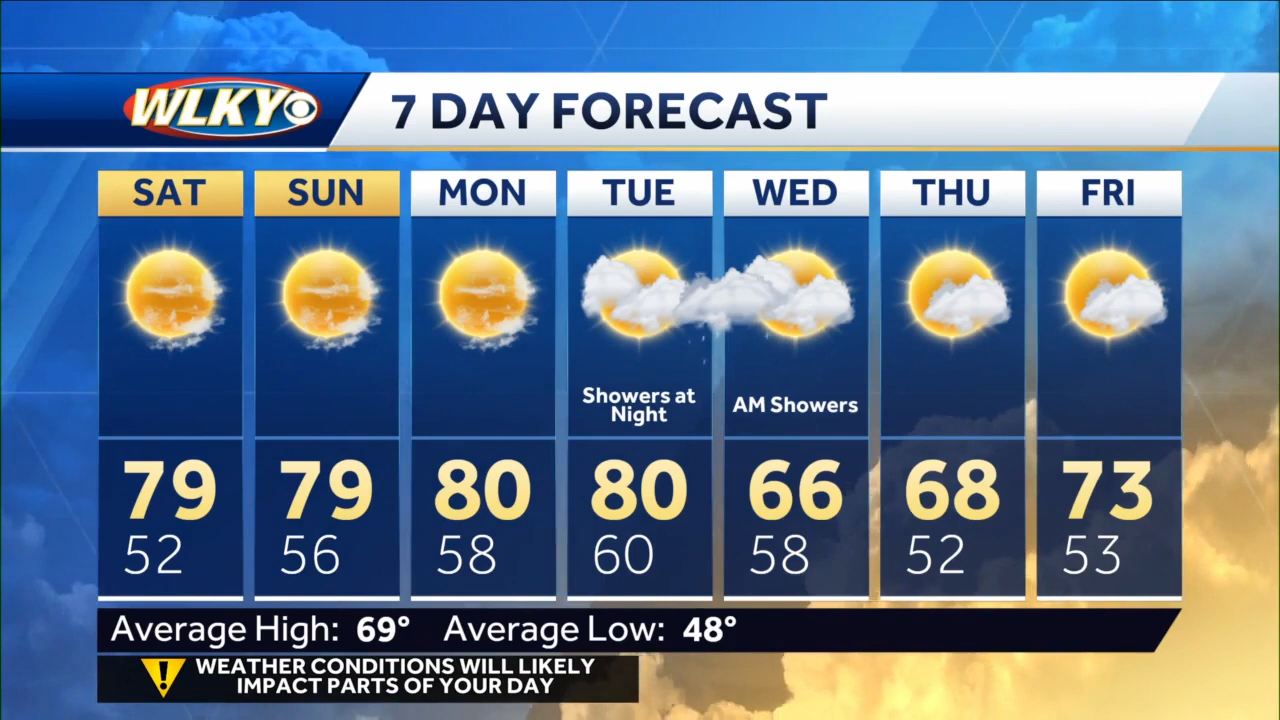 WLKY
7 DAY FORECAST
SAT SUN MON TUE WED THU FRI
Showers at
Night
AM Showers
79 79 80 80 66 68 73
52 56 58 60 58 52 53
Average High: 69° Average Low: 48°
! WEATHER CONDITIONS WILL LIKELY
IMPACT PARTS OF YOUR DAY